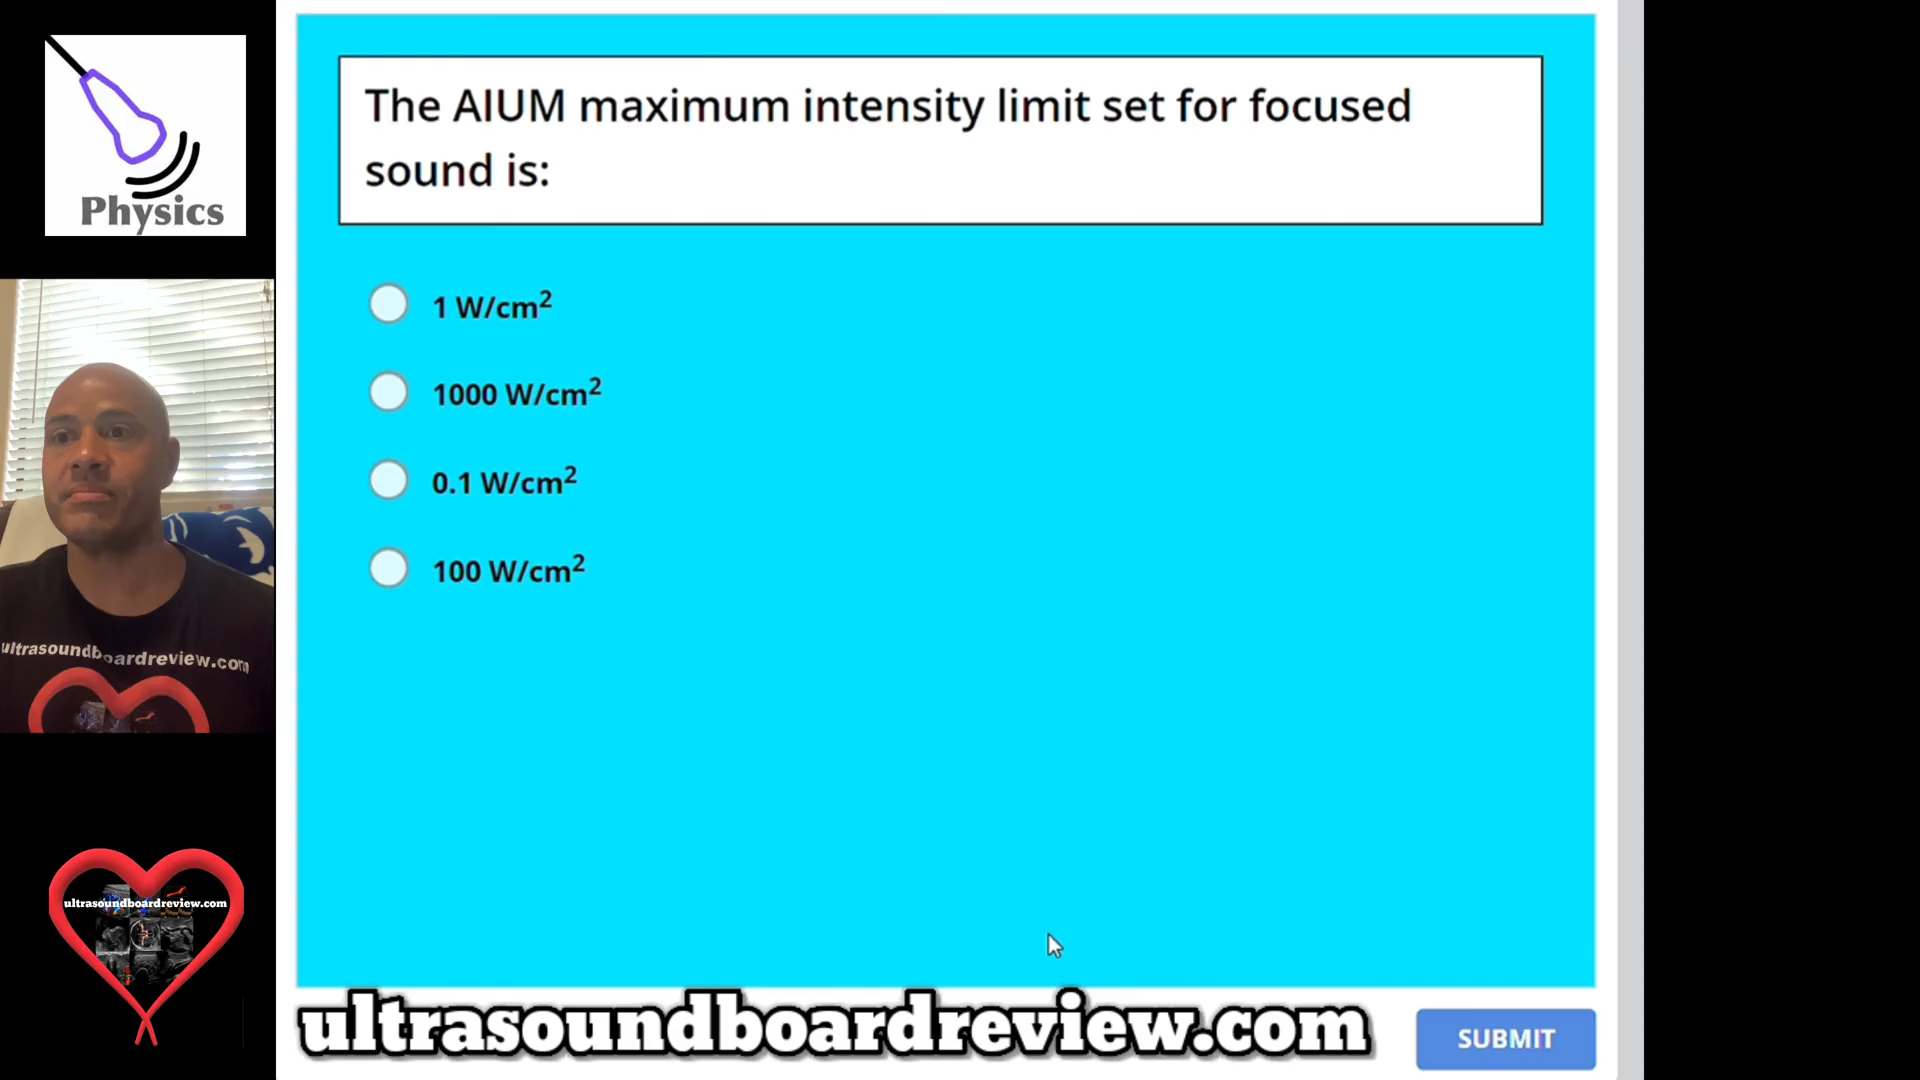 Physics
The AIUM maximum intensity limit set for focused
sound is:
1 W/cm²
1000 W/cm²
0.1 W/cm²
100 W/cm²
ultrasoundboardreview.com
ultrasoundboardreview.com
ultrasoundboardreview.com
SUBMIT